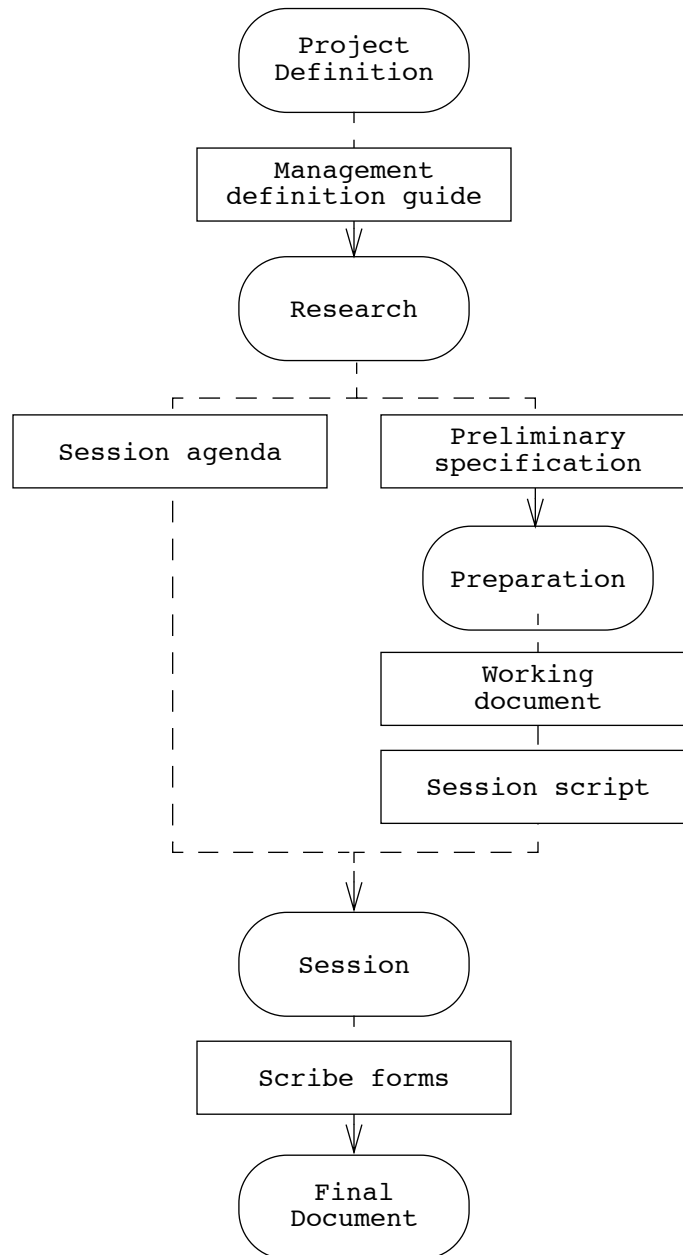 Project
Definition
Management
definition guide
Research
Session agenda
Preliminary
specification
Preparation
Working
document
Session script
Session
Scribe forms
Final
Document